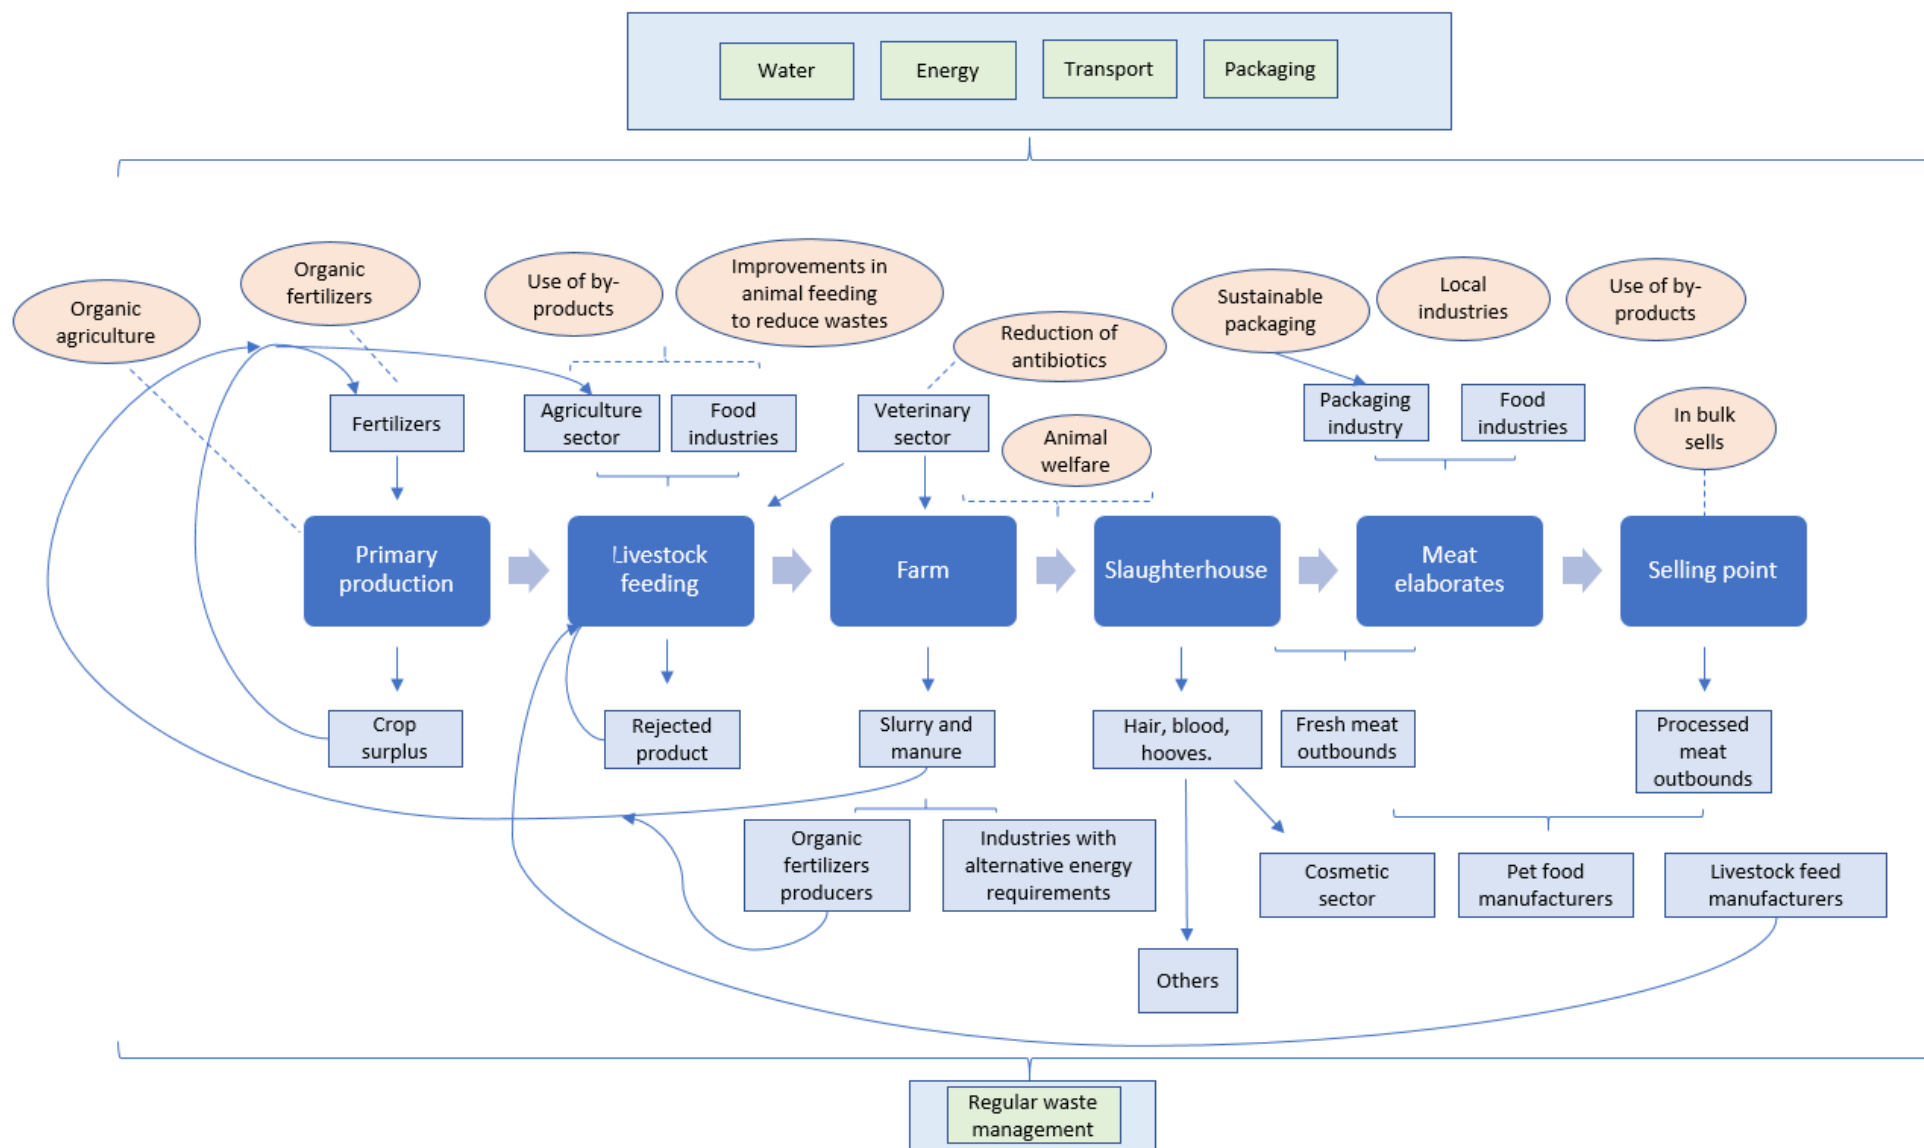 Water
Energy
Transport
Packaging
Organic
agriculture
Organic
fertilizers
Use of by-
products
Improvements in
animal feeding
to reduce wastes
Reduction of
antibiotics
Animal
welfare
Sustainable
packaging
Local
industries
Use of by-
products
In bulk
sells
Fertilizers
Agriculture
sector
Food
industries
Veterinary
sector
Packaging
industry
Food
industries
Primary
production
Livestock
feeding
Farm
Slaughterhouse
Meat
elaborates
Selling point
Crop
surplus
Rejected
product
Slurry and
manure
Hair, blood,
hooves.
Fresh meat
outbounds
Processed
meat
outbounds
Organic
fertilizers
producers
Industries with
alternative energy
requirements
Cosmetic
sector
Pet food
manufacturers
Livestock feed
manufacturers
Others
Regular waste
management